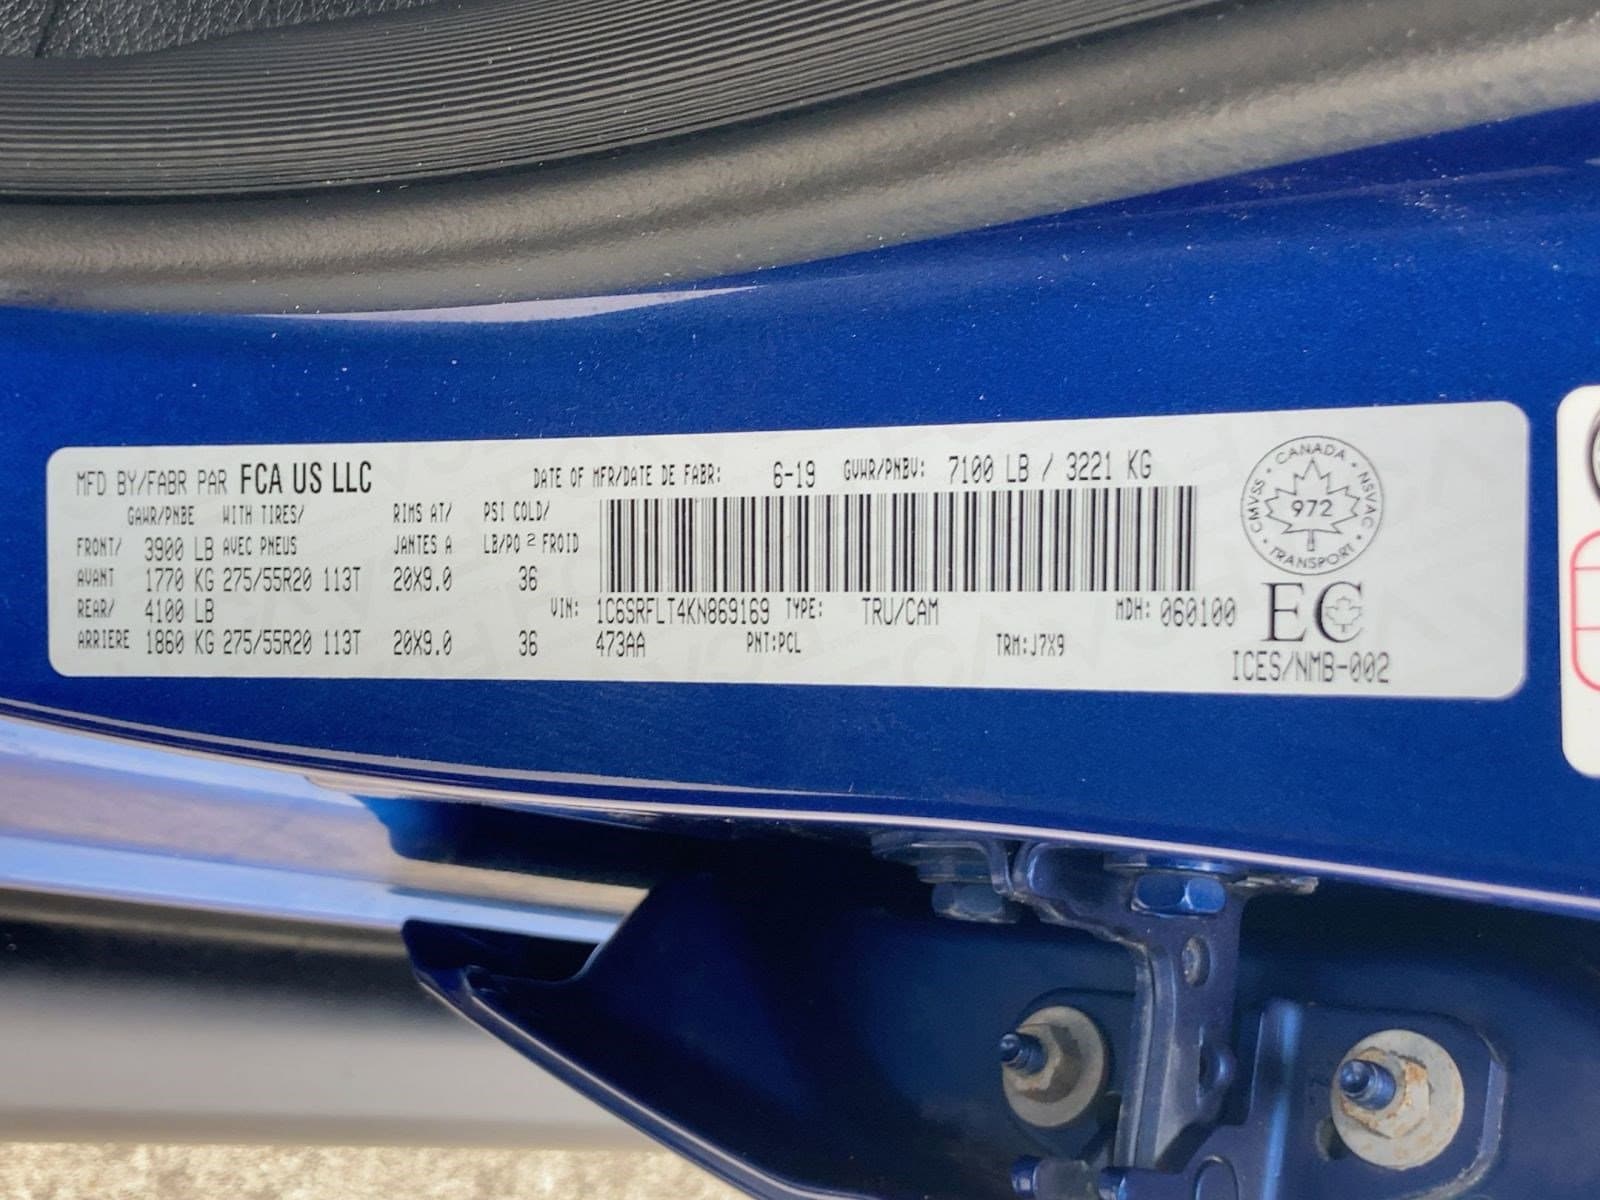 MFD BY/FABR PAR FCA US LLC DATE OF MFR/DATE DE FABR: 6-19 GVWR/PNBV: 7100 LB / 3221 KG
GAWR/PNBE WITH TIRES/ RIMS AT/ PSI COLD/
FRONT/ 3900 LB AVEC PNEUS JANTES A LB/PO 2 FROID
AVANT 1770 KG 275/55R20 113T 20X9.0 36
REAR/ 4100 LB VIN: 1C6SRFLT4KN869169 TYPE: TRU/CAM MDH: 060100
ARRIERE 1860 KG 275/55R20 113T 20X9.0 36 473AA PNT:PCL TRM:J7X9
CANADA
CMVSS • NSVAC
972
TRANSPORT
EC
ICES/NMB-002